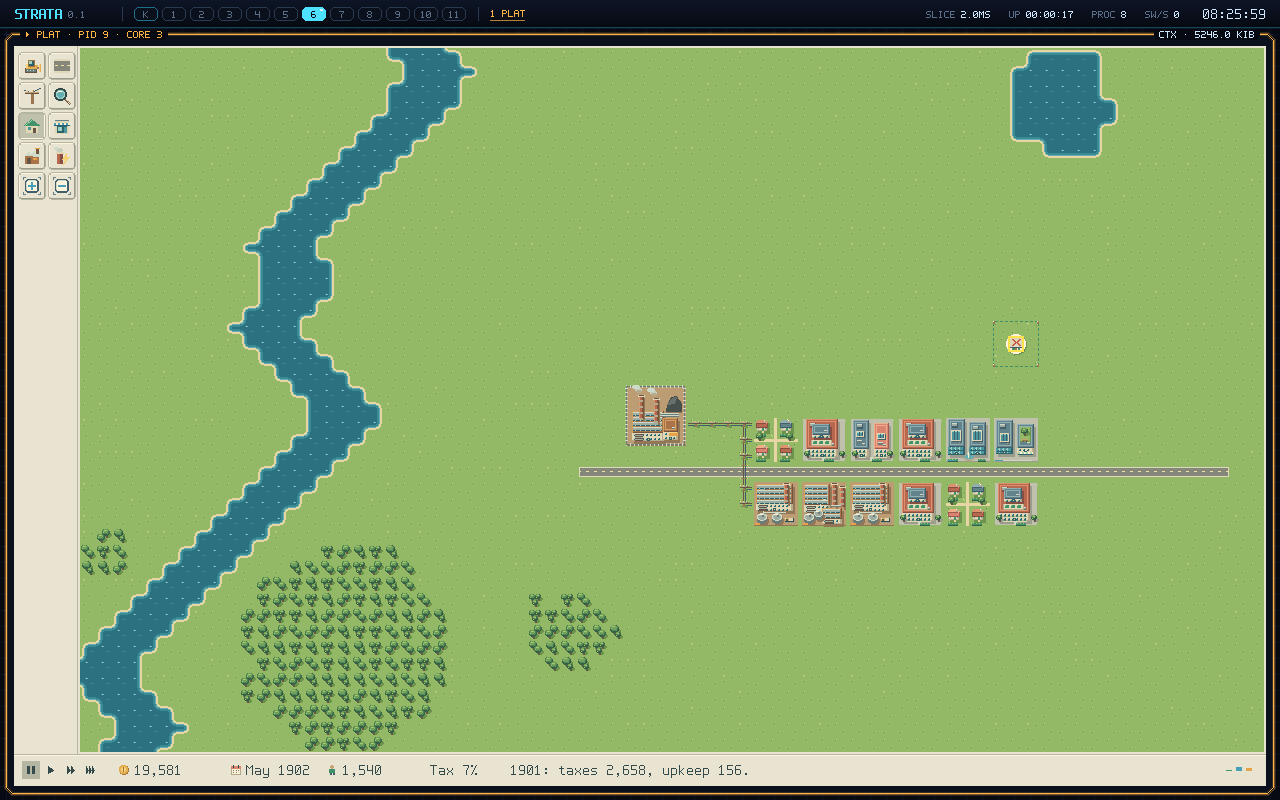 STRATA 0.1 K 1 2 3 4 5 6 7 8 9 10 11 1 PLAT SLICE 2.0MS UP 00:00:17 PROC 8 SW/S 0 08:25:59
PLAT · PID 9 · CORE 3 CTX · 5246.0 KIB
19,581 May 1902 1,540 Tax 7% 1901: taxes 2,658, upkeep 156.